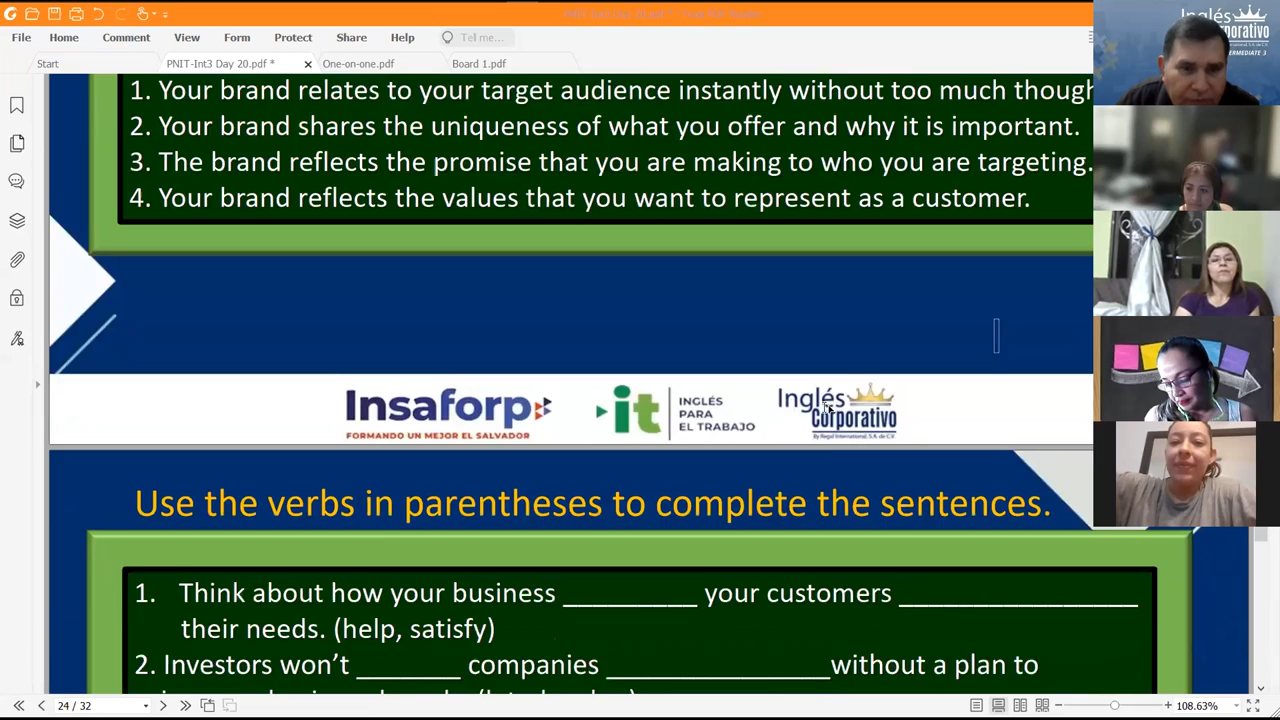 File Home Comment View Form Protect Share Help Tell me...
Start PNIT-Int3 Day 20.pdf * One-on-one.pdf Board 1.pdf
1. Your brand relates to your target audience instantly without too much though
2. Your brand shares the uniqueness of what you offer and why it is important.
3. The brand reflects the promise that you are making to who you are targeting.
4. Your brand reflects the values that you want to represent as a customer.
Insaforp
FORMANDO UN MEJOR EL SALVADOR
it
INGLÉS
PARA
EL TRABAJO
Inglés
Corporativo
By Regal International, S.A. de C.V.
Use the verbs in parentheses to complete the sentences.
1. Think about how your business _________ your customers ________________
their needs. (help, satisfy)
2. Investors won't _______ companies ______________without a plan to
24 / 32
108.63%
Inglés